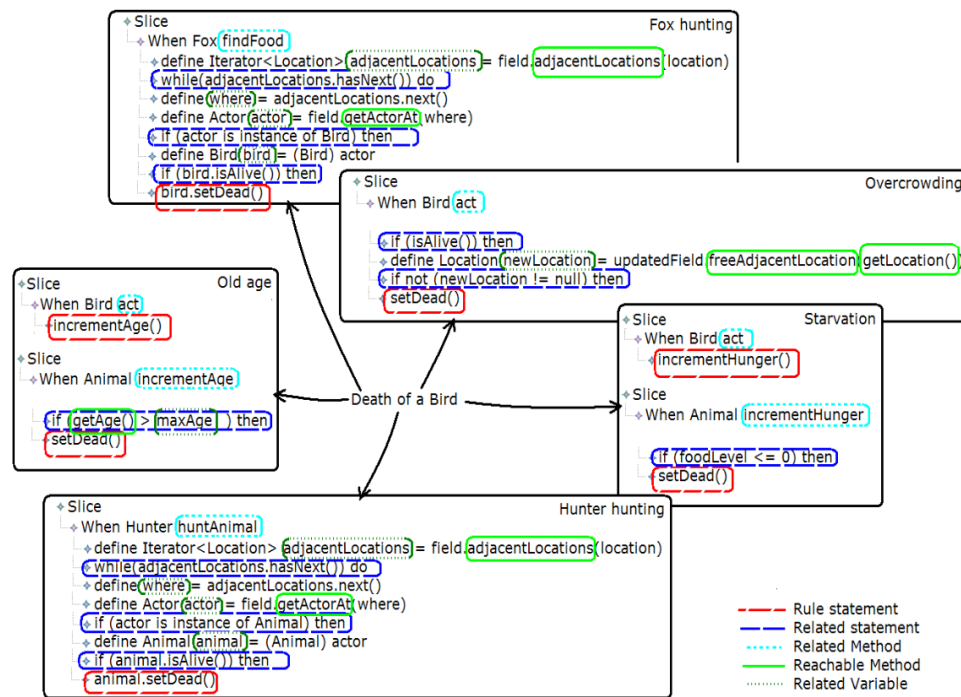 Slice
Fox hunting
When Fox findFood
define Iterator<Location> adjacentLocations = field.adjacentLocations(location)
while(adjacentLocations.hasNext()) do
define where = adjacentLocations.next()
define Actor actor = field.getActorAt(where)
if (actor is instance of Bird) then
define Bird bird = (Bird) actor
if (bird.isAlive()) then
bird.setDead()
Slice
Overcrowding
When Bird act
if (isAlive()) then
define Location newLocation = updatedField.freeAdjacentLocation(getLocation())
if not (newLocation != null) then
setDead()
Slice
Old age
When Bird act
incrementAge()
Slice
When Animal incrementAge
if (getAge() > maxAge ) then
setDead()
Death of a Bird
Slice
Starvation
When Bird act
incrementHunger()
Slice
When Animal incrementHunger
if (foodLevel <= 0) then
setDead()
Slice
Hunter hunting
When Hunter huntAnimal
define Iterator<Location> adjacentLocations = field.adjacentLocations(location)
while(adjacentLocations.hasNext()) do
define where = adjacentLocations.next()
define Actor actor = field.getActorAt(where)
if (actor is instance of Animal) then
define Animal animal = (Animal) actor
if (animal.isAlive()) then
animal.setDead()
Rule statement
Related statement
Related Method
Reachable Method
Related Variable